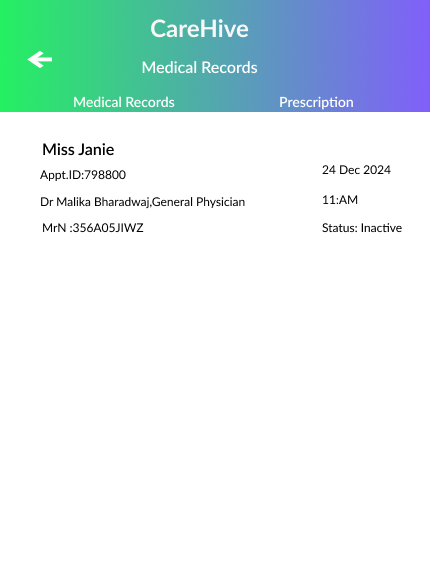 CareHive
Medical Records
Medical Records Prescription
Miss Janie
24 Dec 2024
Appt.ID:798800
11:AM
Dr Malika Bharadwaj,General Physician
MrN :356A05JIWZ
Status: Inactive